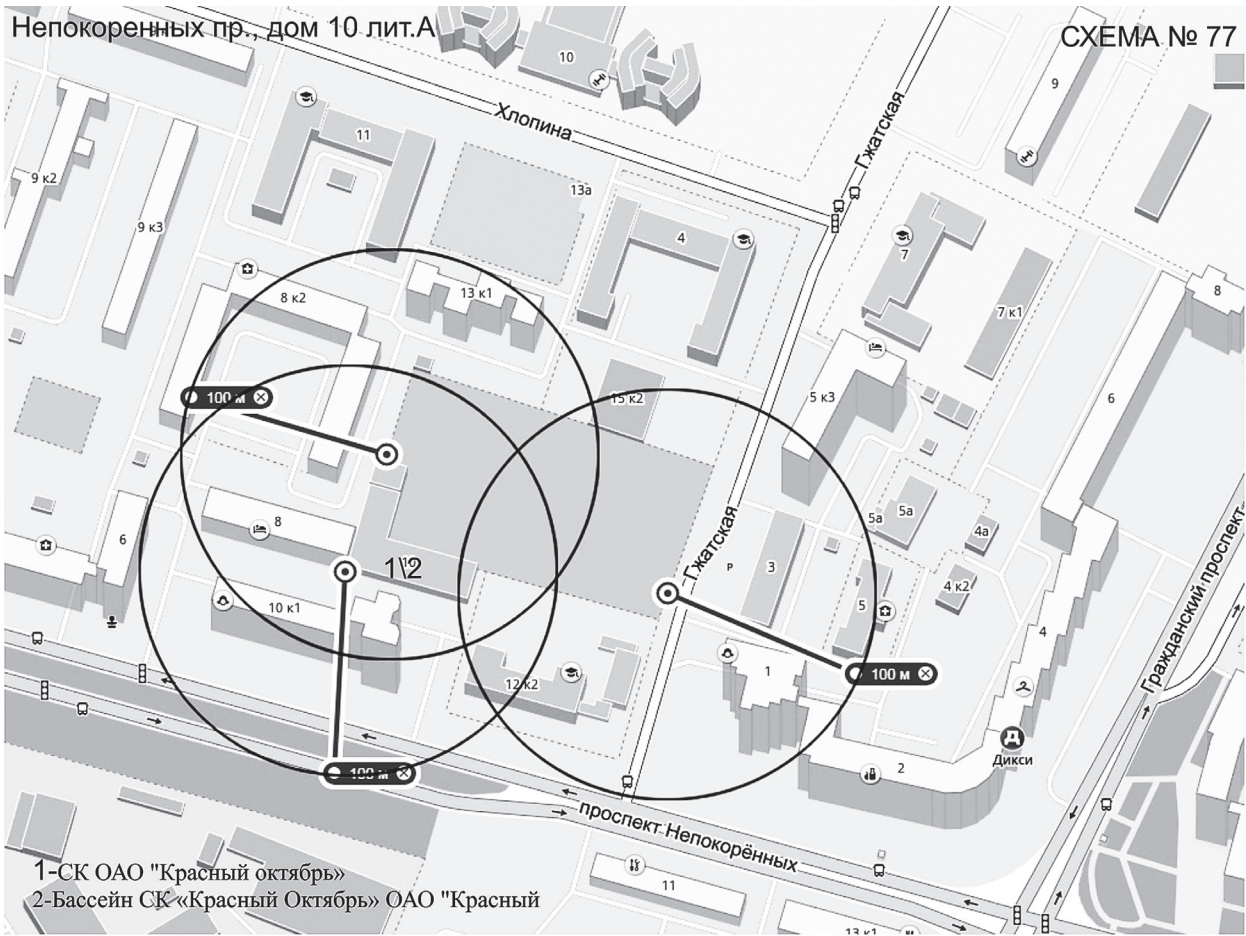 Непокоренных пр., дом 10 лит.А
СХЕМА № 77
10
9
Хлопина
Гжатская
11
9 к2
13а
9 к3
4
7
8 к2
13 к1
7 к1
8
100 м
15 к2
5 к3
6
8
5а
5а
4а
6
1\2
Гжатская
Р
3
4 к2
10 к1
5
4
Гражданский проспект
12 к2
1
100 м
100 м
2
Дикси
проспект Непокорённых
1-СК ОАО "Красный октябрь»
2-Бассейн СК «Красный Октябрь» ОАО "Красный
11
13 к1